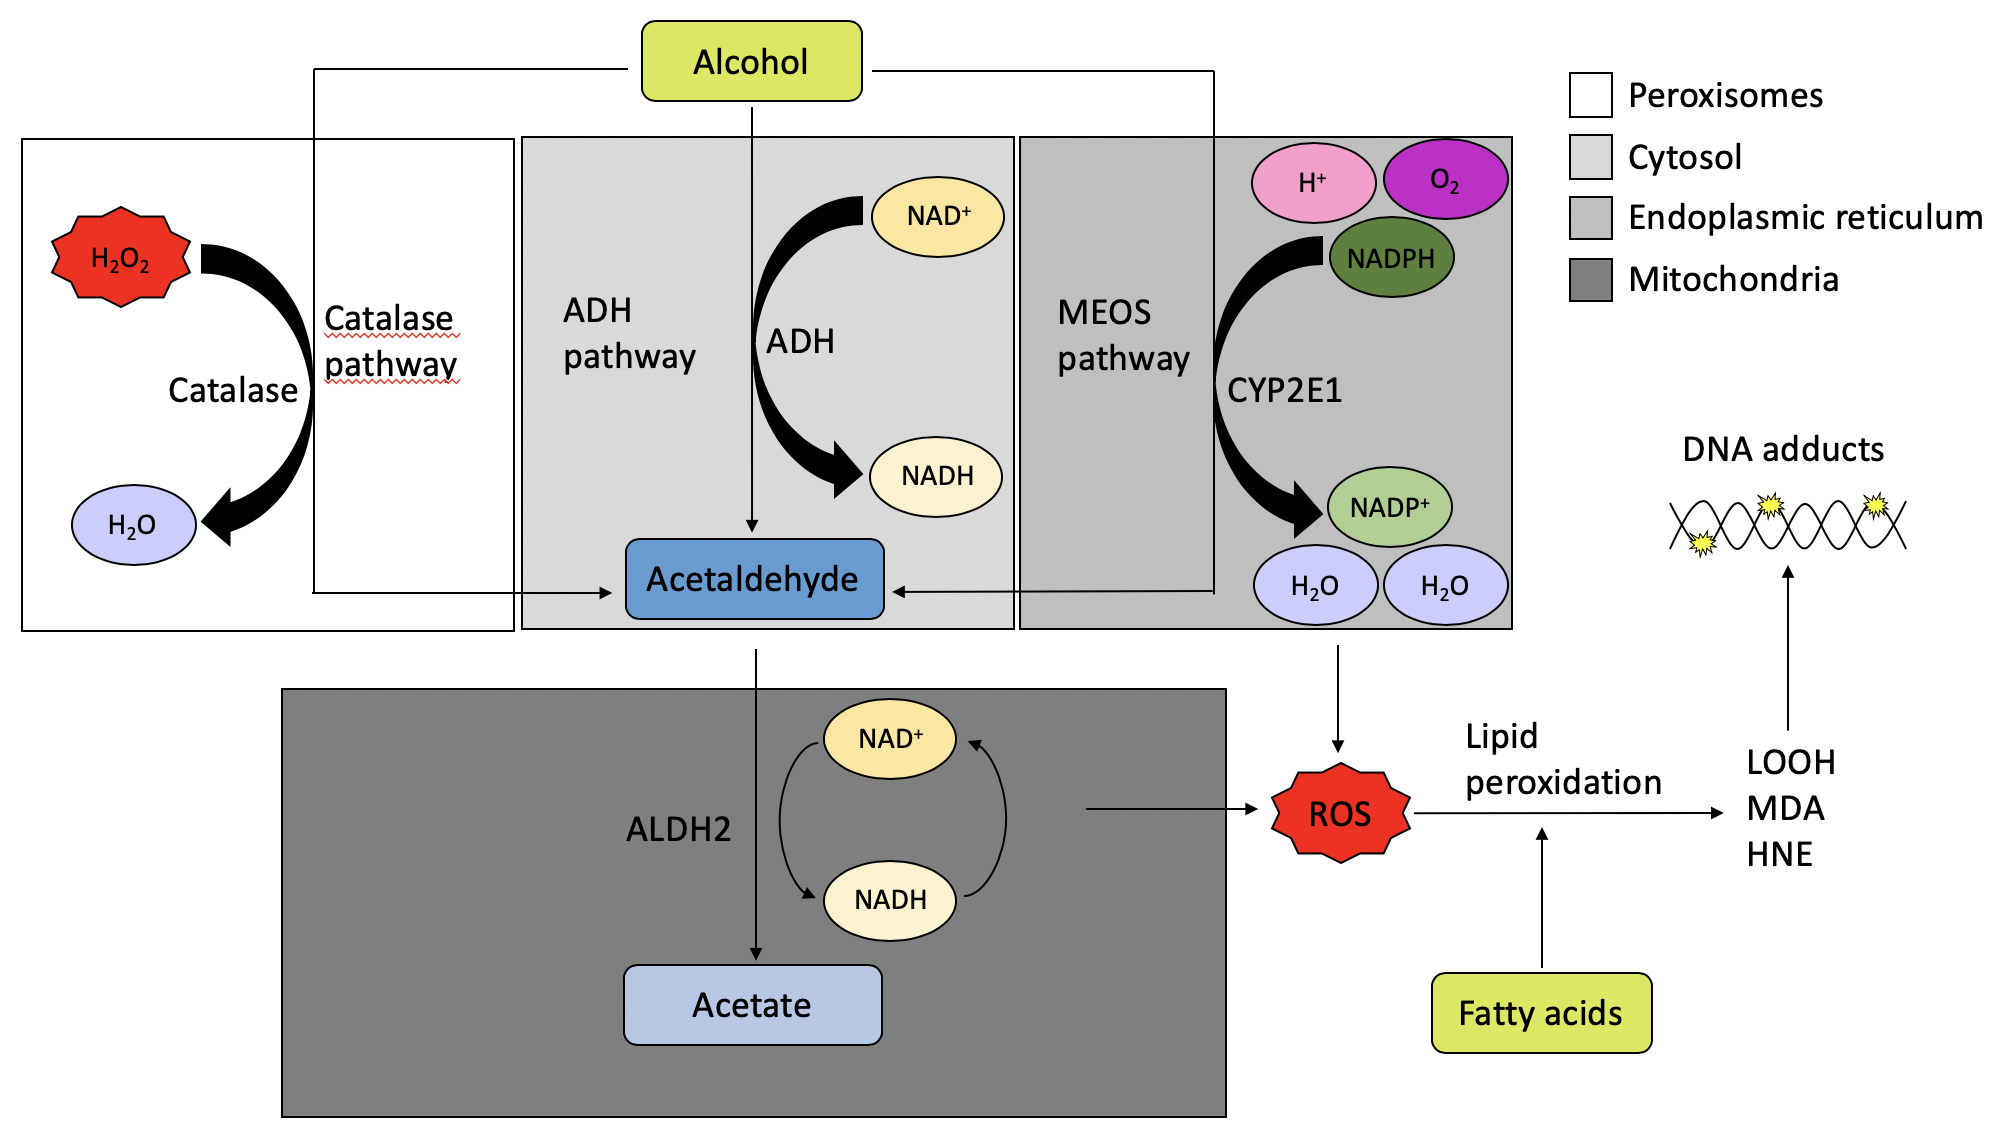 Alcohol
Peroxisomes
Cytosol
Endoplasmic reticulum
Mitochondria
H₂O₂
Catalase
pathway
Catalase
H₂O
NAD⁺
ADH
pathway
ADH
NADH
H⁺
O₂
NADPH
MEOS
pathway
CYP2E1
NADP⁺
H₂O
H₂O
Acetaldehyde
DNA adducts
NAD⁺
ALDH2
NADH
Acetate
ROS
Lipid
peroxidation
LOOH
MDA
HNE
Fatty acids